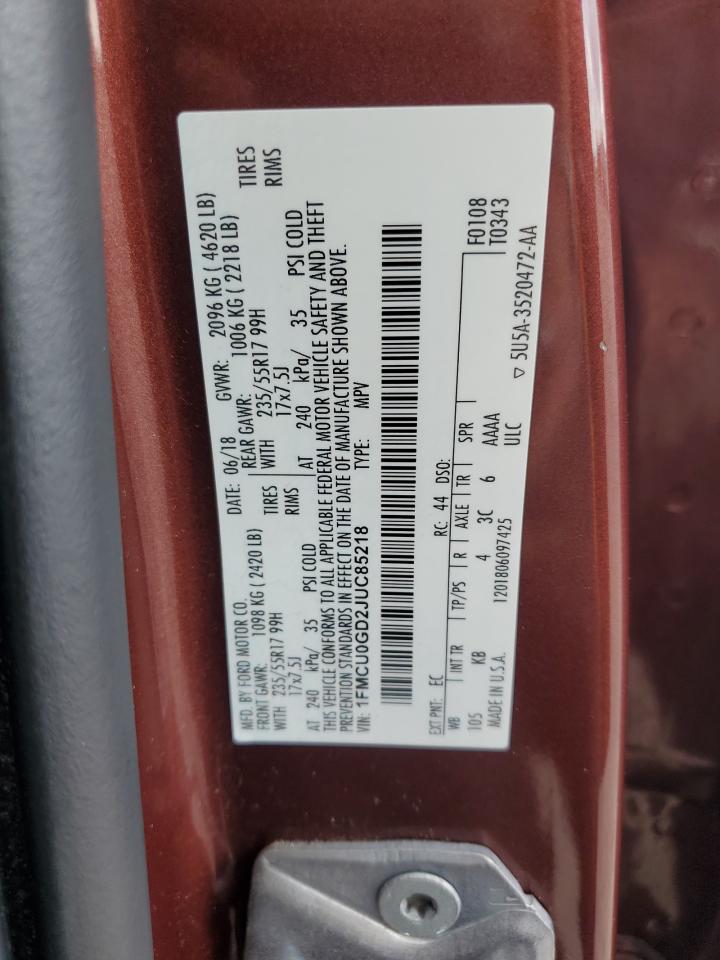 MFD. BY FORD MOTOR CO.
DATE: 06/18 GVWR: 2096 KG ( 4620 LB)
FRONT GAWR: 1098 KG ( 2420 LB) REAR GAWR: 1006 KG ( 2218 LB)
WITH 235/55R17 99H TIRES WITH 235/55R17 99H TIRES
17x7.5J RIMS 17x7.5J RIMS
AT 240 kPa/ 35 PSI COLD AT 240 kPa/ 35 PSI COLD
THIS VEHICLE CONFORMS TO ALL APPLICABLE FEDERAL MOTOR VEHICLE SAFETY AND THEFT
PREVENTION STANDARDS IN EFFECT ON THE DATE OF MANUFACTURE SHOWN ABOVE.
VIN: 1FMCU0GD2JUC85218 TYPE: MPV
EXT PNT: EC RC: 44 DSO: F0108
WB INT TR TP/PS R AXLE TR SPR T0343
105 KB 4 3C 6 AAAA
MADE IN U.S.A. 1201806097425 ULC ▽ 5U5A-3520472-AA